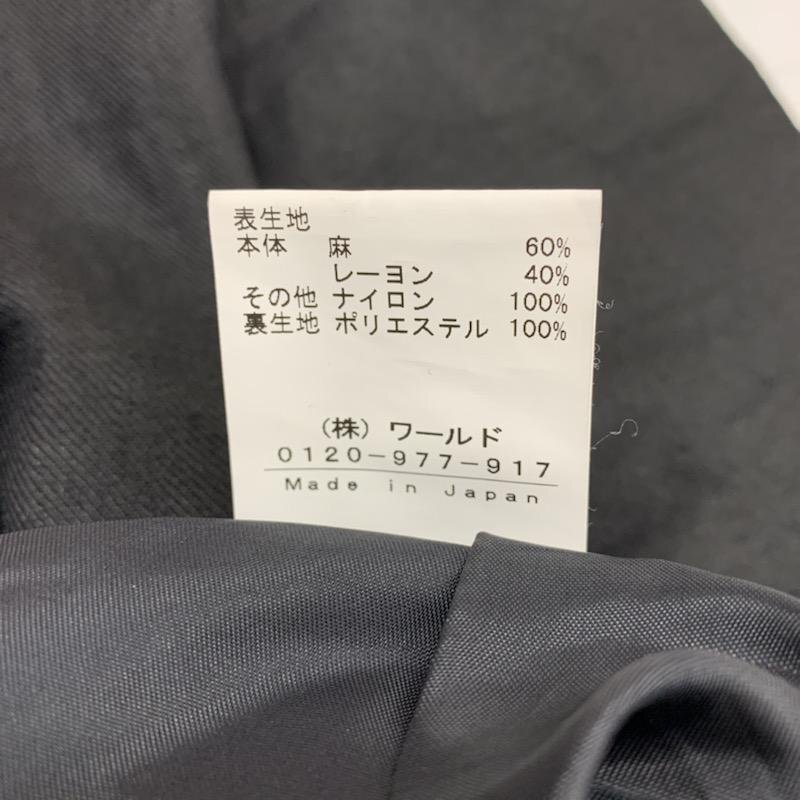 表生地
本体 麻 60%
レーヨン 40%
その他 ナイロン 100%
裏生地 ポリエステル 100%
(株) ワールド
0120-977-917
Made in Japan